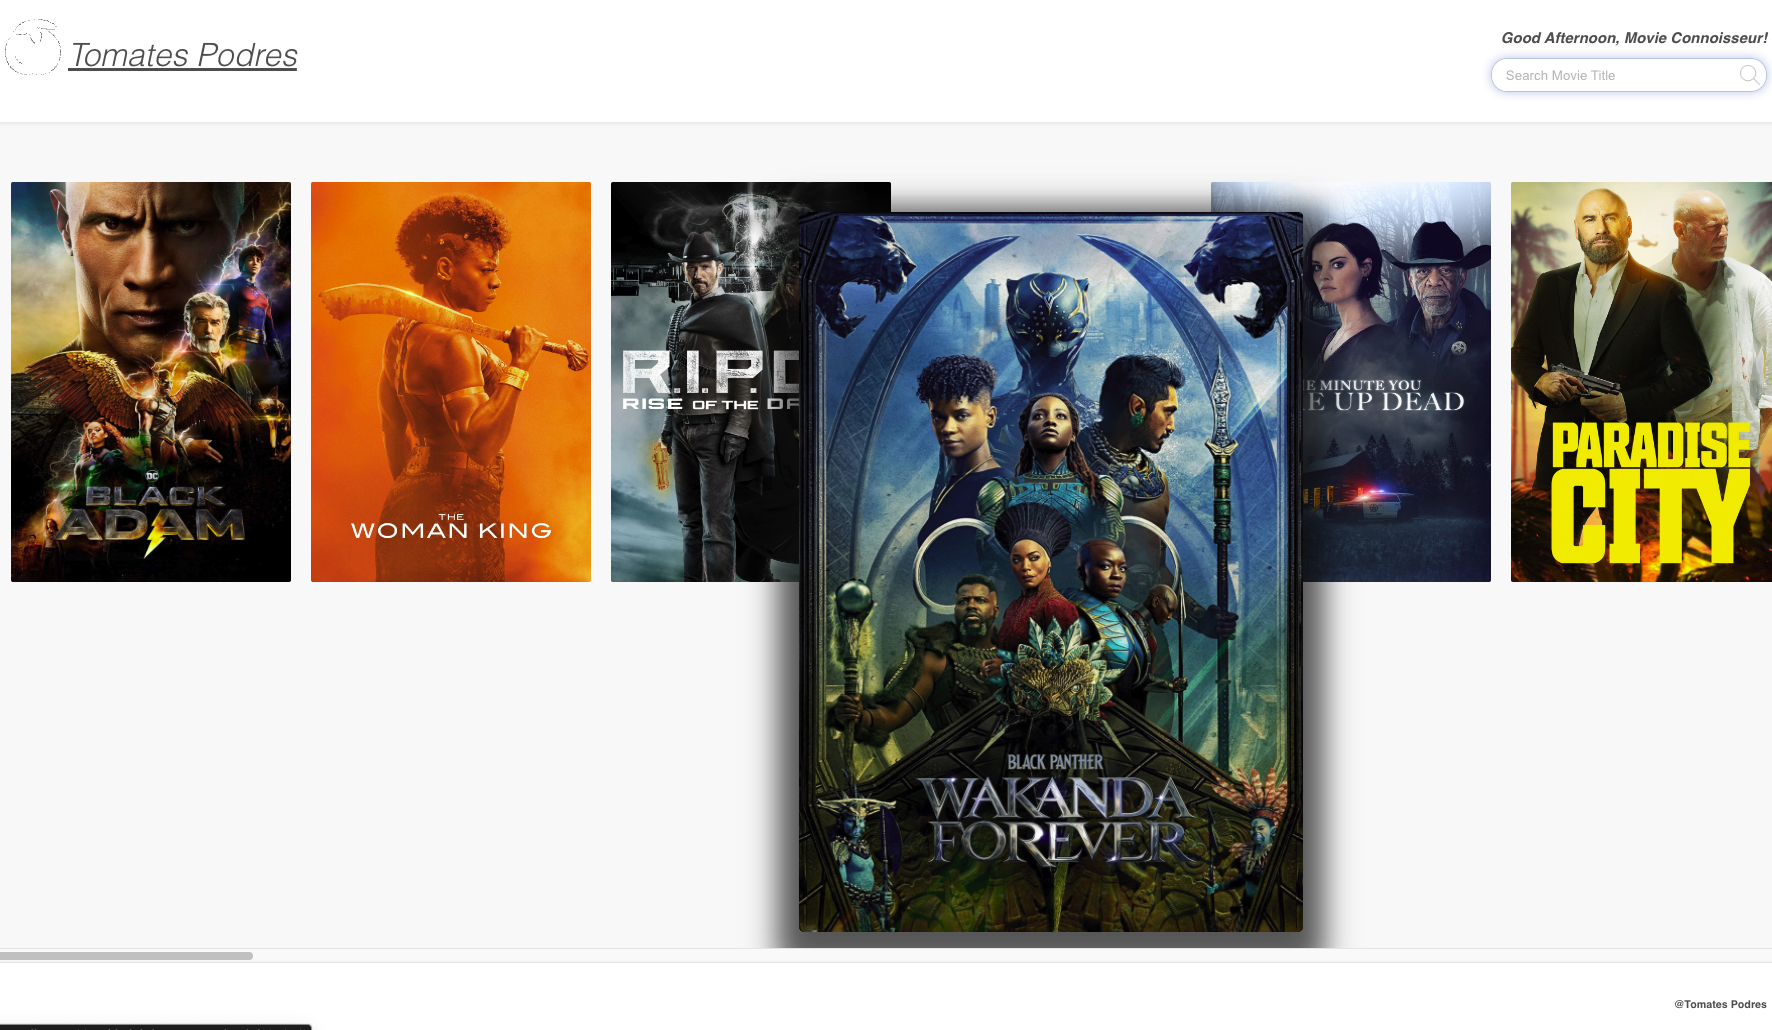 Tomates Podres
Good Afternoon, Movie Connoisseur!
Search Movie Title
DC
BLACK
ADAM
THE
WOMAN KING
R.I.P.D
RISE OF THE DA
BLACK PANTHER
WAKANDA
FOREVER
E MINUTE YOU
E UP DEAD
PARADISE
CITY
@Tomates Podres